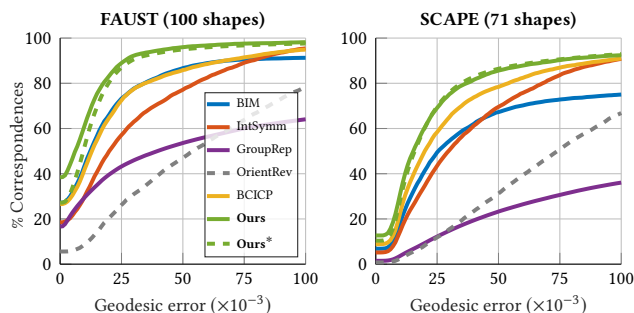 FAUST (100 shapes)
SCAPE (71 shapes)
% Correspondences
100
80
60
40
20
0
0
25
50
75
100
Geodesic error (×10⁻³)
BIM
IntSymm
GroupRep
OrientRev
BCICP
Ours
Ours*
100
80
60
40
20
0
0
25
50
75
100
Geodesic error (×10⁻³)